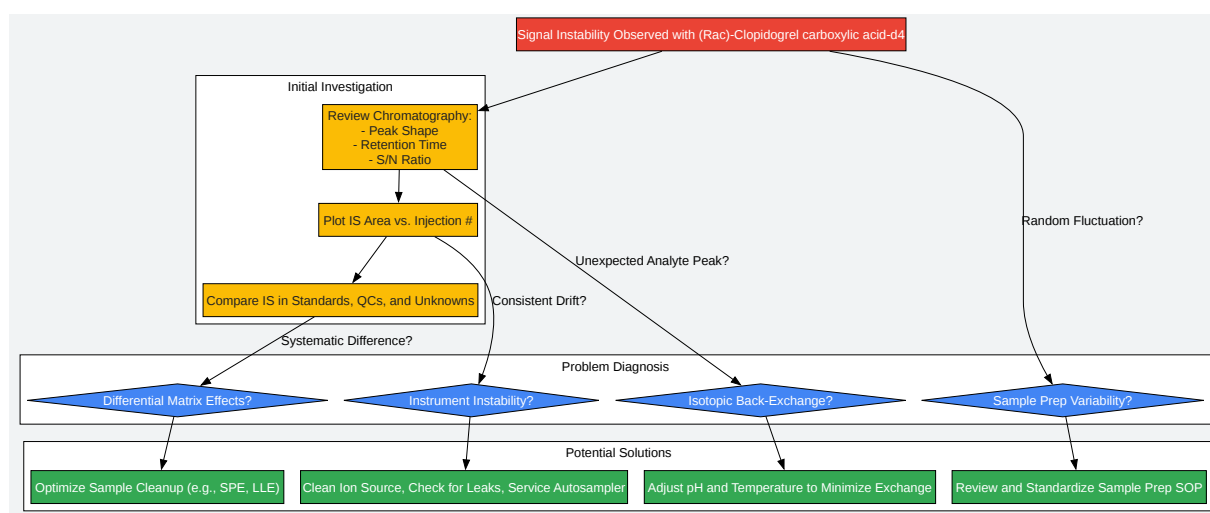 Signal Instability Observed with (Rac)-Clopidogrel carboxylic acid-d4
Initial Investigation
Review Chromatography:
- Peak Shape
- Retention Time
- S/N Ratio
Plot IS Area vs. Injection #
Random Fluctuation?
Unexpected Analyte Peak?
Compare IS in Standards, QCs, and Unknowns
Consistent Drift?
Systematic Difference?
Problem Diagnosis
Differential Matrix Effects?
Instrument Instability?
Isotopic Back-Exchange?
Sample Prep Variability?
Potential Solutions
Optimize Sample Cleanup (e.g., SPE, LLE)
Clean Ion Source, Check for Leaks, Service Autosampler
Adjust pH and Temperature to Minimize Exchange
Review and Standardize Sample Prep SOP